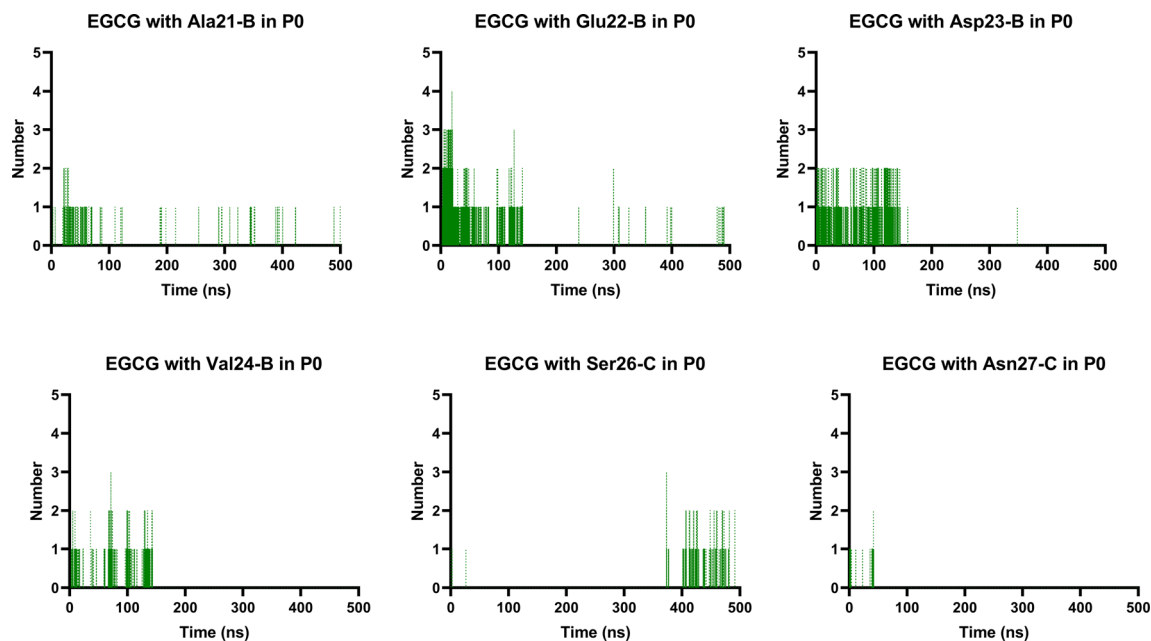 EGCG with Ala21-B in P0
5
4
3
2
1
0
Number
0 100 200 300 400 500
Time (ns)
EGCG with Glu22-B in P0
5
4
3
2
1
0
Number
0 100 200 300 400 500
Time (ns)
EGCG with Asp23-B in P0
5
4
3
2
1
0
Number
0 100 200 300 400 500
Time (ns)
EGCG with Val24-B in P0
5
4
3
2
1
0
Number
0 100 200 300 400 500
Time (ns)
EGCG with Ser26-C in P0
5
4
3
2
1
0
Number
0 100 200 300 400 500
Time (ns)
EGCG with Asn27-C in P0
5
4
3
2
1
0
Number
0 100 200 300 400 500
Time (ns)